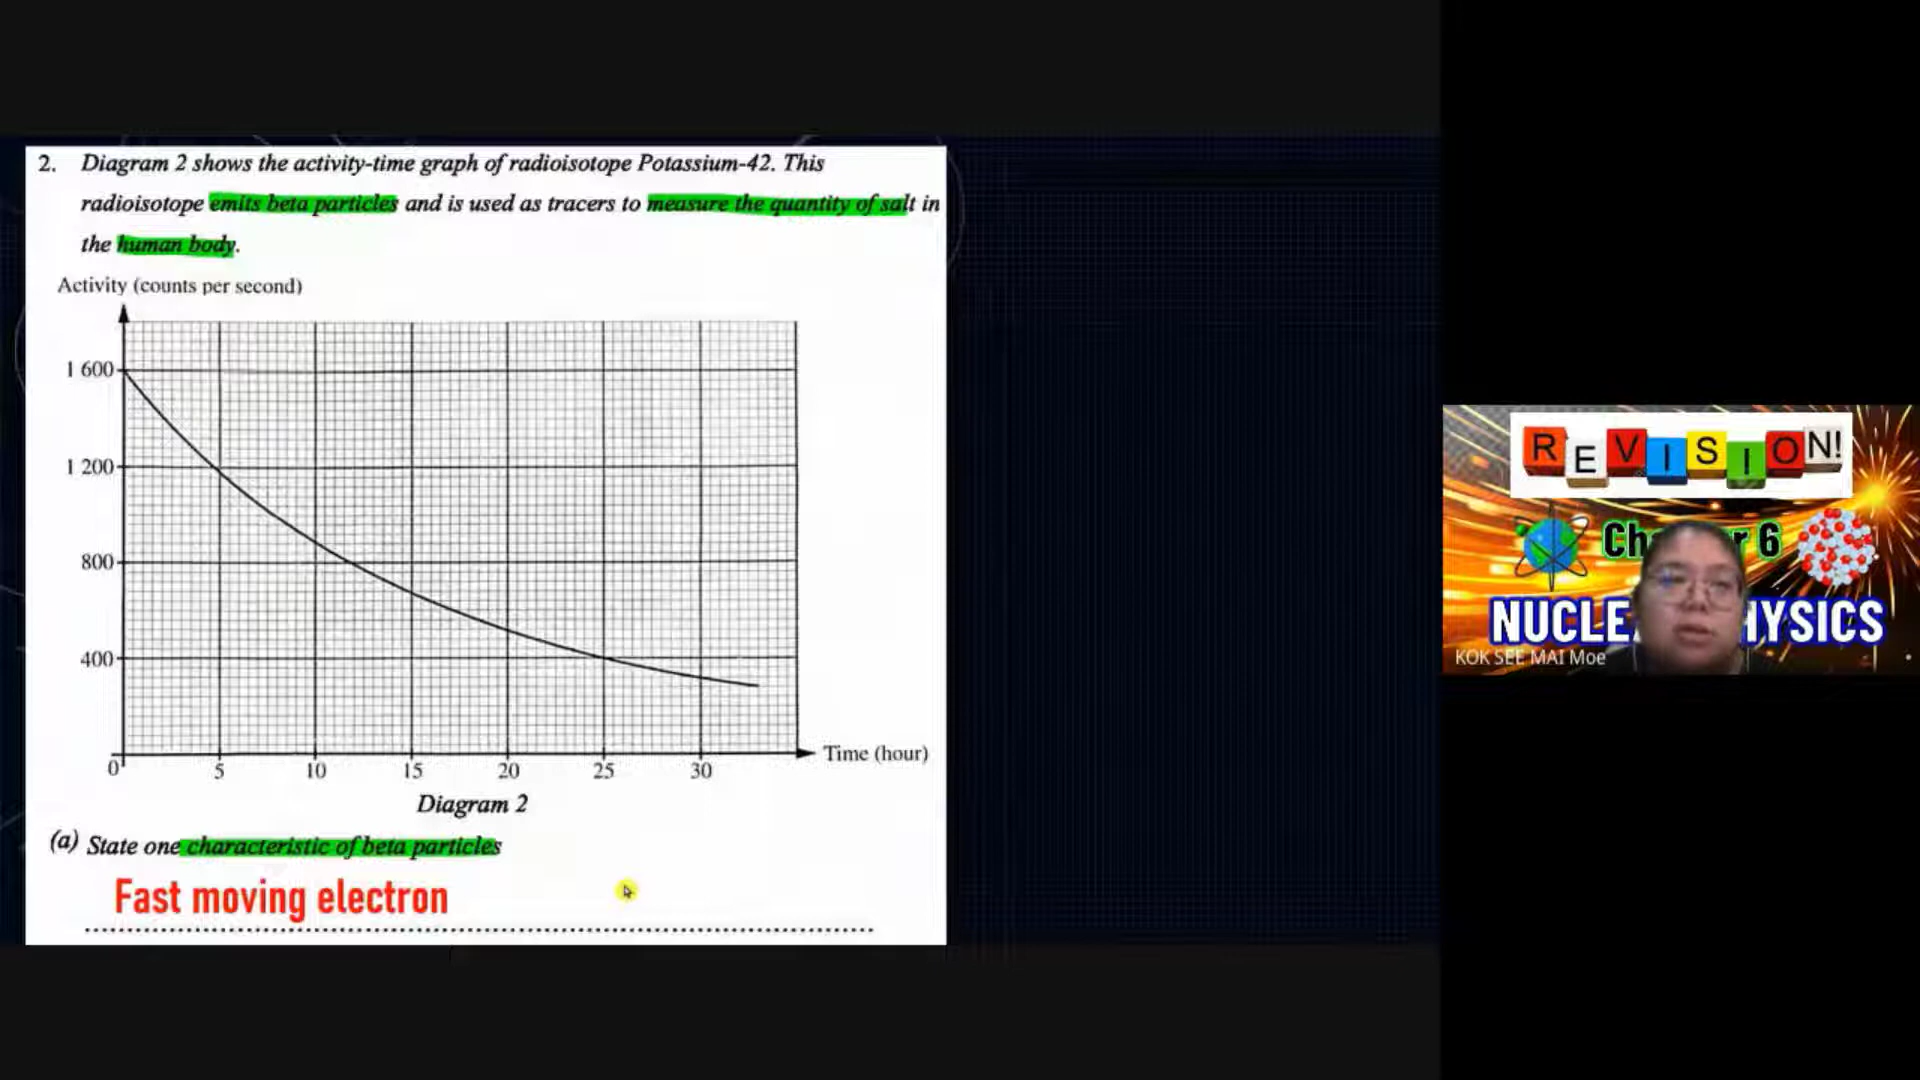 2. Diagram 2 shows the activity-time graph of radioisotope Potassium-42. This
radioisotope emits beta particles and is used as tracers to measure the quantity of salt in
the human body.
Activity (counts per second)
1 600
1 200
800
400
0 5 10 15 20 25 30
Time (hour)
Diagram 2
(a) State one characteristic of beta particles
Fast moving electron
REVISION!
Ch r 6
NUCLE YSICS
KOK SEE MAI Moe